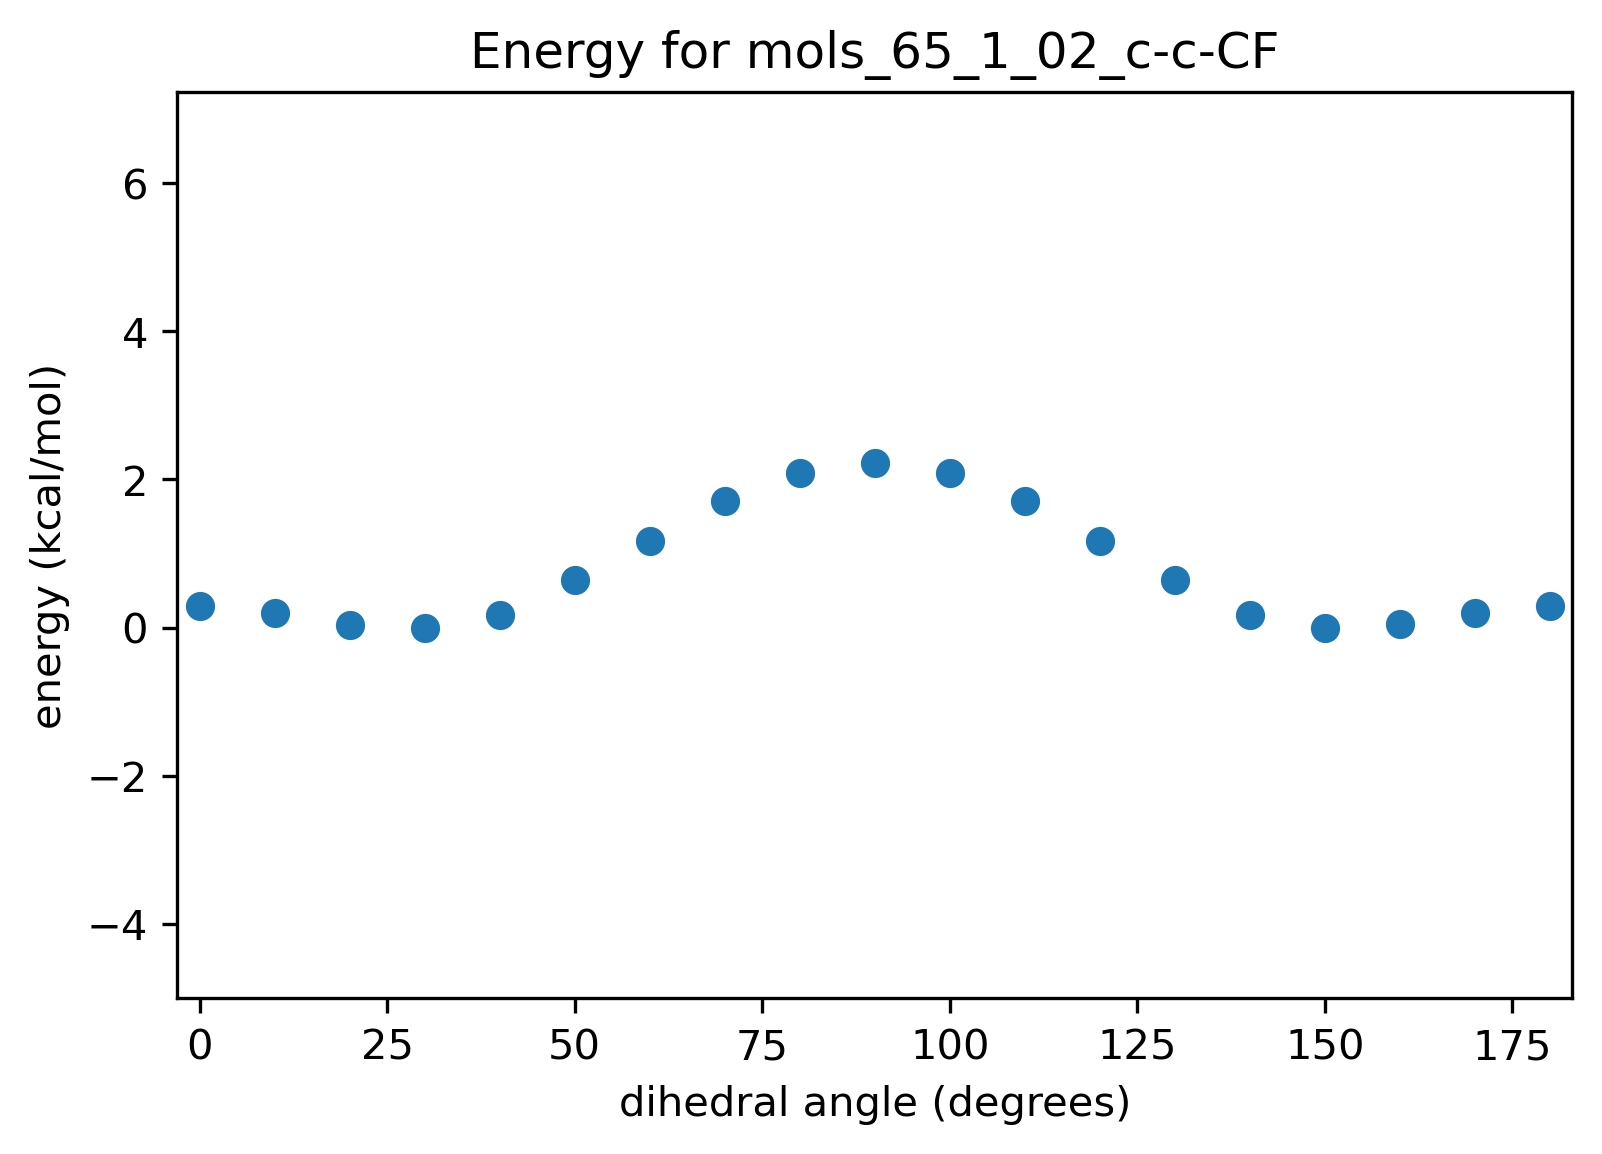 Energy for mols_65_1_02_c-c-CF
energy (kcal/mol)
6
4
2
0
−2
−4
0 25 50 75 100 125 150 175
dihedral angle (degrees)